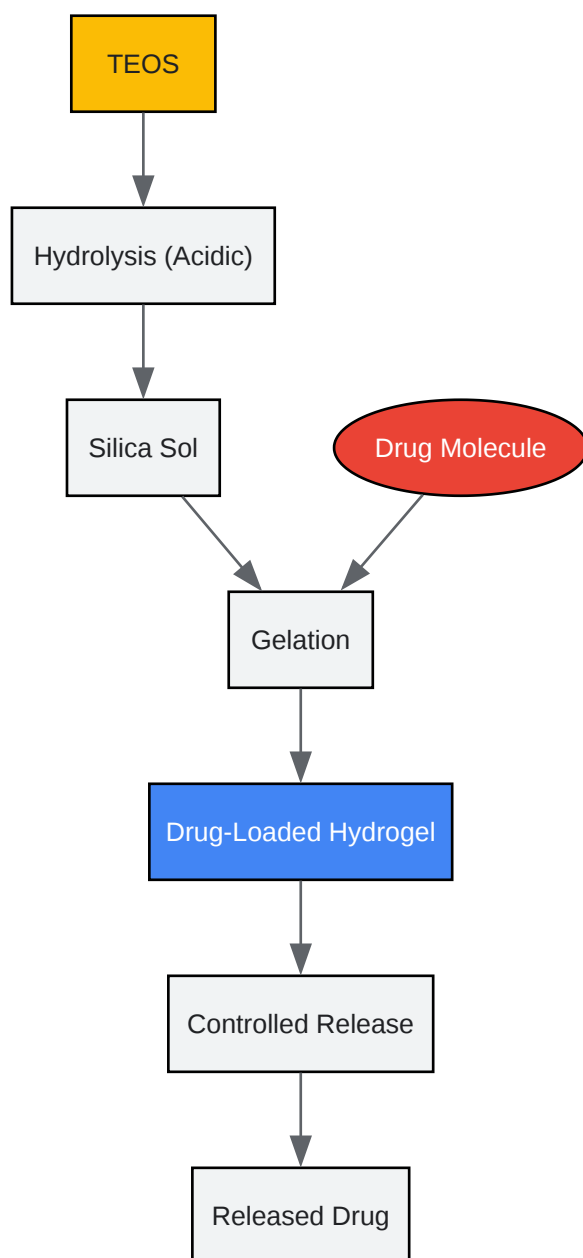 TEOS
Hydrolysis (Acidic)
Silica Sol
Drug Molecule
Gelation
Drug-Loaded Hydrogel
Controlled Release
Released Drug